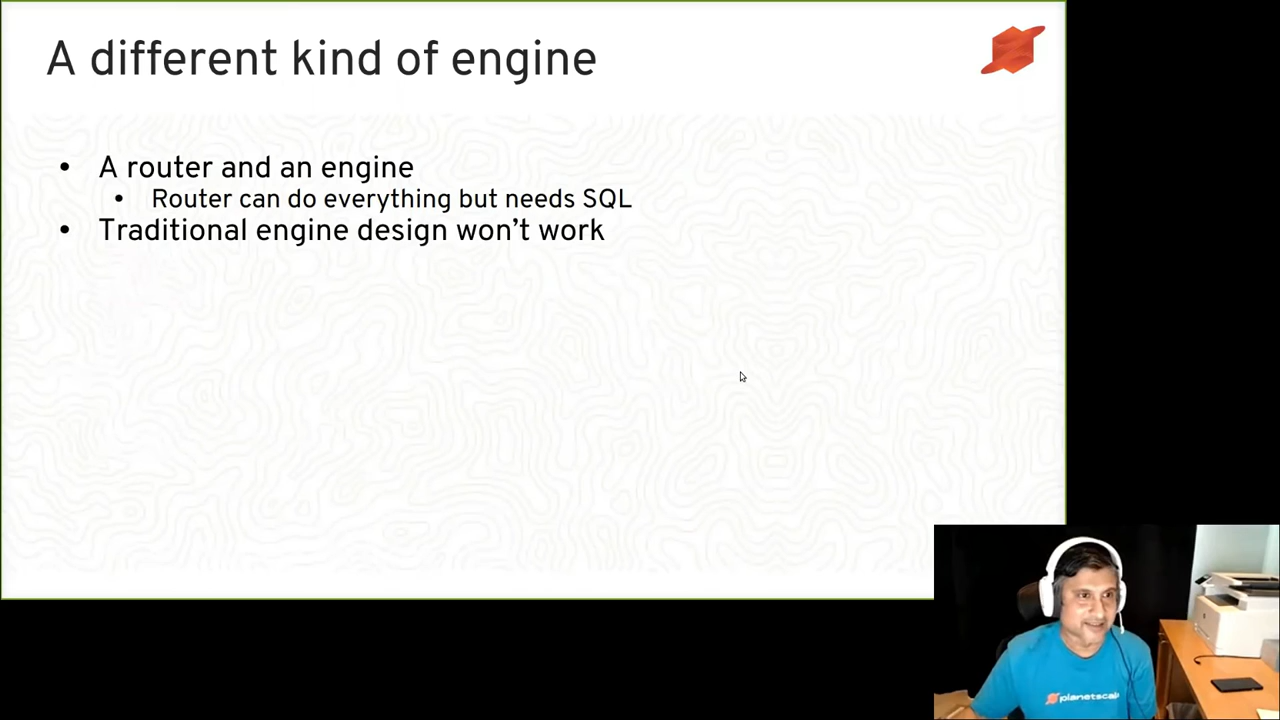 A different kind of engine
• A router and an engine
• Router can do everything but needs SQL
• Traditional engine design won't work
planetscal